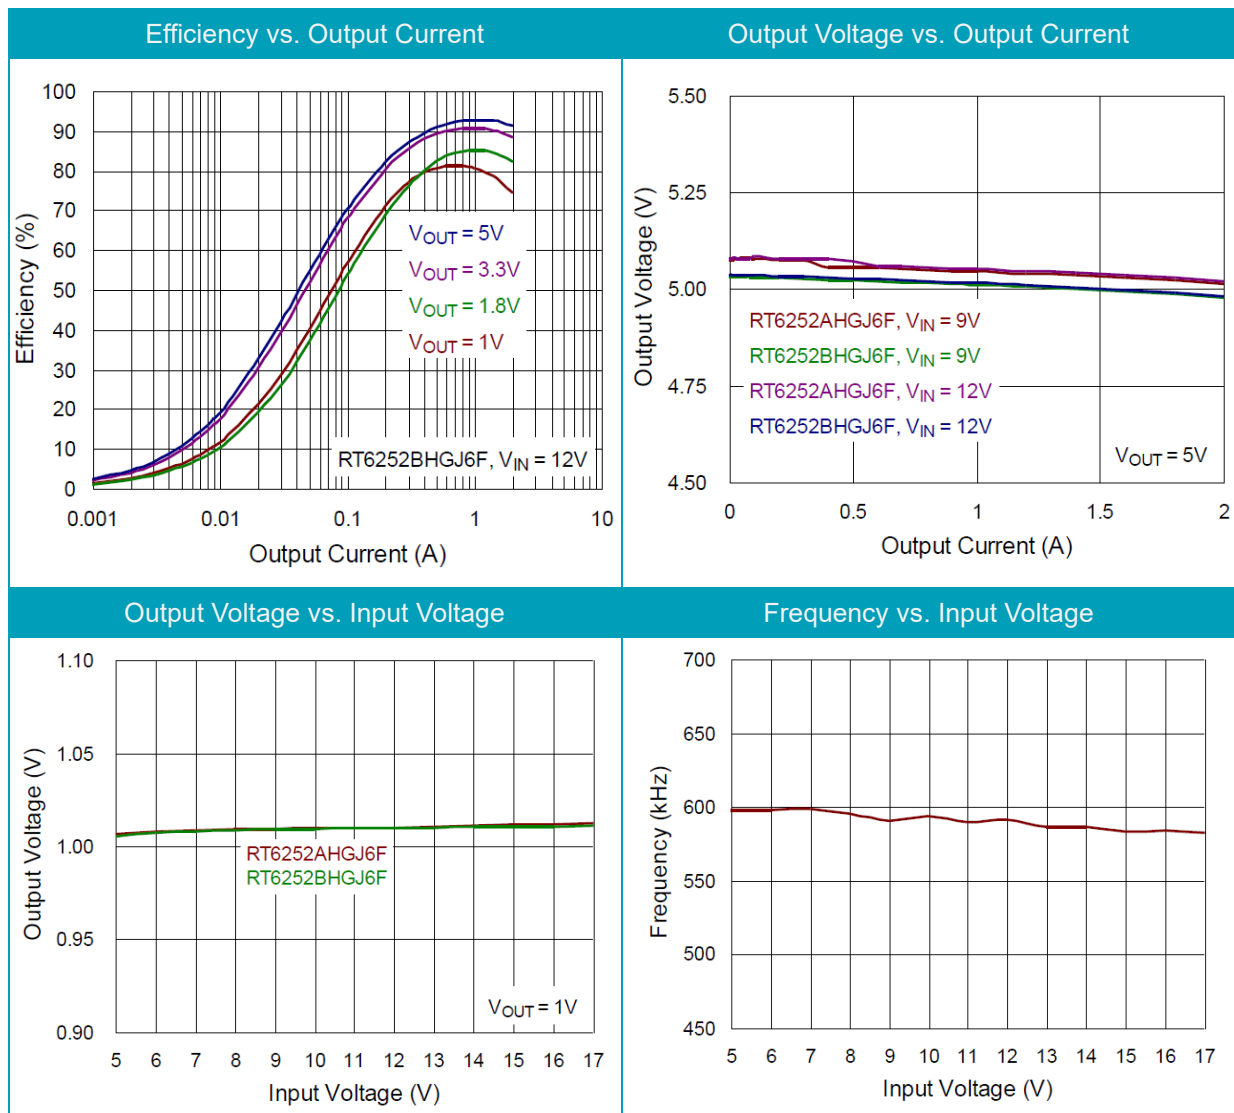 Efficiency vs. Output Current
100
90
80
70
60
50
40
30
20
10
0
Efficiency (%)
VOUT = 5V
VOUT = 3.3V
VOUT = 1.8V
VOUT = 1V
RT6252BHGJ6F, VIN = 12V
0.001 0.01 0.1 1 10
Output Current (A)
Output Voltage vs. Output Current
5.50
5.25
5.00
4.75
4.50
Output Voltage (V)
RT6252AHGJ6F, VIN = 9V
RT6252BHGJ6F, VIN = 9V
RT6252AHGJ6F, VIN = 12V
RT6252BHGJ6F, VIN = 12V
VOUT = 5V
0 0.5 1 1.5 2
Output Current (A)
Output Voltage vs. Input Voltage
1.10
1.05
1.00
0.95
0.90
Output Voltage (V)
RT6252AHGJ6F
RT6252BHGJ6F
VOUT = 1V
5 6 7 8 9 10 11 12 13 14 15 16 17
Input Voltage (V)
Frequency vs. Input Voltage
700
650
600
550
500
450
Frequency (kHz)
5 6 7 8 9 10 11 12 13 14 15 16 17
Input Voltage (V)